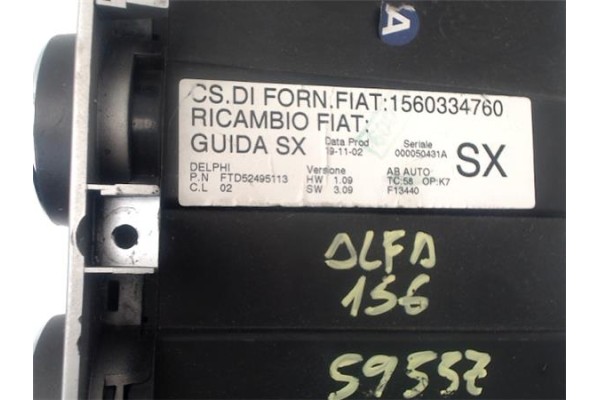 A
CS.DI FORN.FIAT:1560334760
RICAMBIO FIAT:
GUIDA SX Data Prod Seriale SX
19-11-02 000050431A
DELPHI Versione AB AUTO
P.N FTD52495113 HW 1.09 TC:58 OP:K7
C.L 02 SW 3.09 F13440
ALFA
156
59557